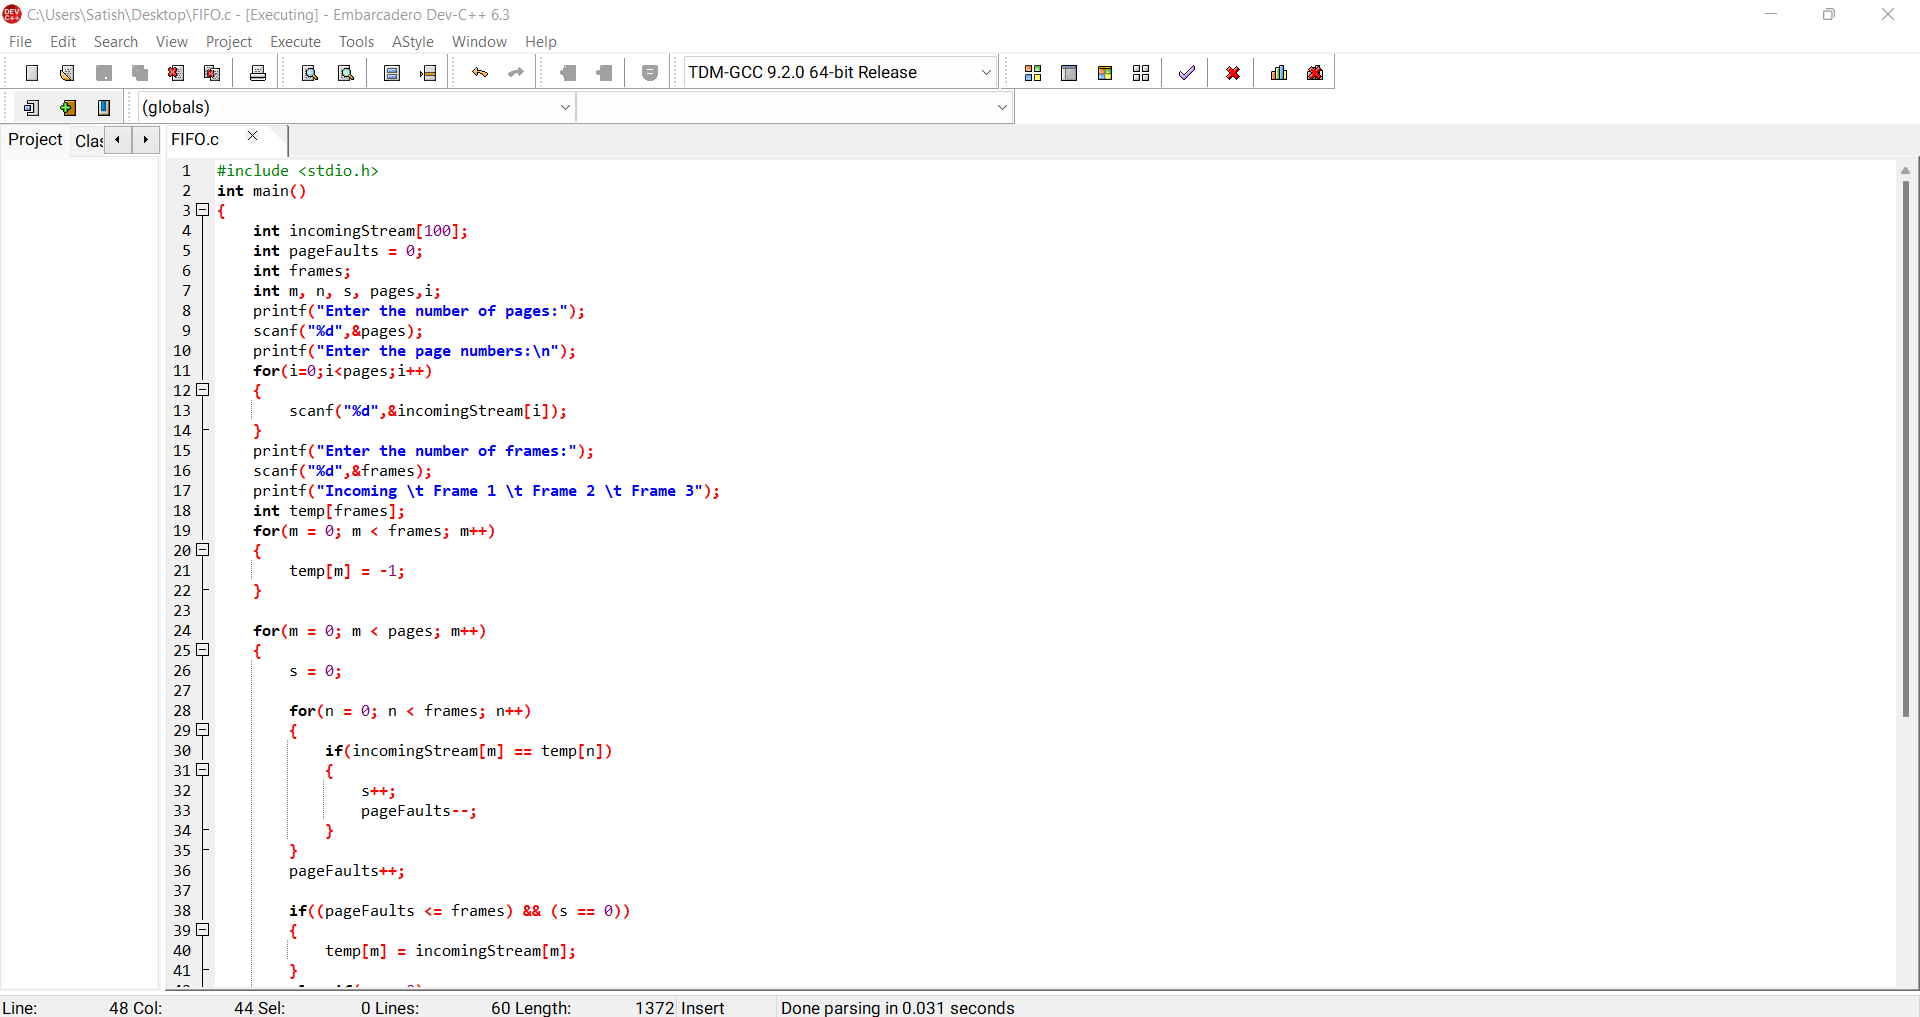 C:\Users\Satish\Desktop\FIFO.c - [Executing] - Embarcadero Dev-C++ 6.3
File Edit Search View Project Execute Tools AStyle Window Help
TDM-GCC 9.2.0 64-bit Release
(globals)
Project Clas FIFO.c
1 #include <stdio.h>
2 int main()
3 {
4 int incomingStream[100];
5 int pageFaults = 0;
6 int frames;
7 int m, n, s, pages,i;
8 printf("Enter the number of pages:");
9 scanf("%d",&pages);
10 printf("Enter the page numbers:\n");
11 for(i=0;i<pages;i++)
12 {
13 scanf("%d",&incomingStream[i]);
14 }
15 printf("Enter the number of frames:");
16 scanf("%d",&frames);
17 printf("Incoming \t Frame 1 \t Frame 2 \t Frame 3");
18 int temp[frames];
19 for(m = 0; m < frames; m++)
20 {
21 temp[m] = -1;
22 }
23
24 for(m = 0; m < pages; m++)
25 {
26 s = 0;
27
28 for(n = 0; n < frames; n++)
29 {
30 if(incomingStream[m] == temp[n])
31 {
32 s++;
33 pageFaults--;
34 }
35 }
36 pageFaults++;
37
38 if((pageFaults <= frames) && (s == 0))
39 {
40 temp[m] = incomingStream[m];
41 }
Line: 48 Col: 44 Sel: 0 Lines: 60 Length: 1372 Insert Done parsing in 0.031 seconds